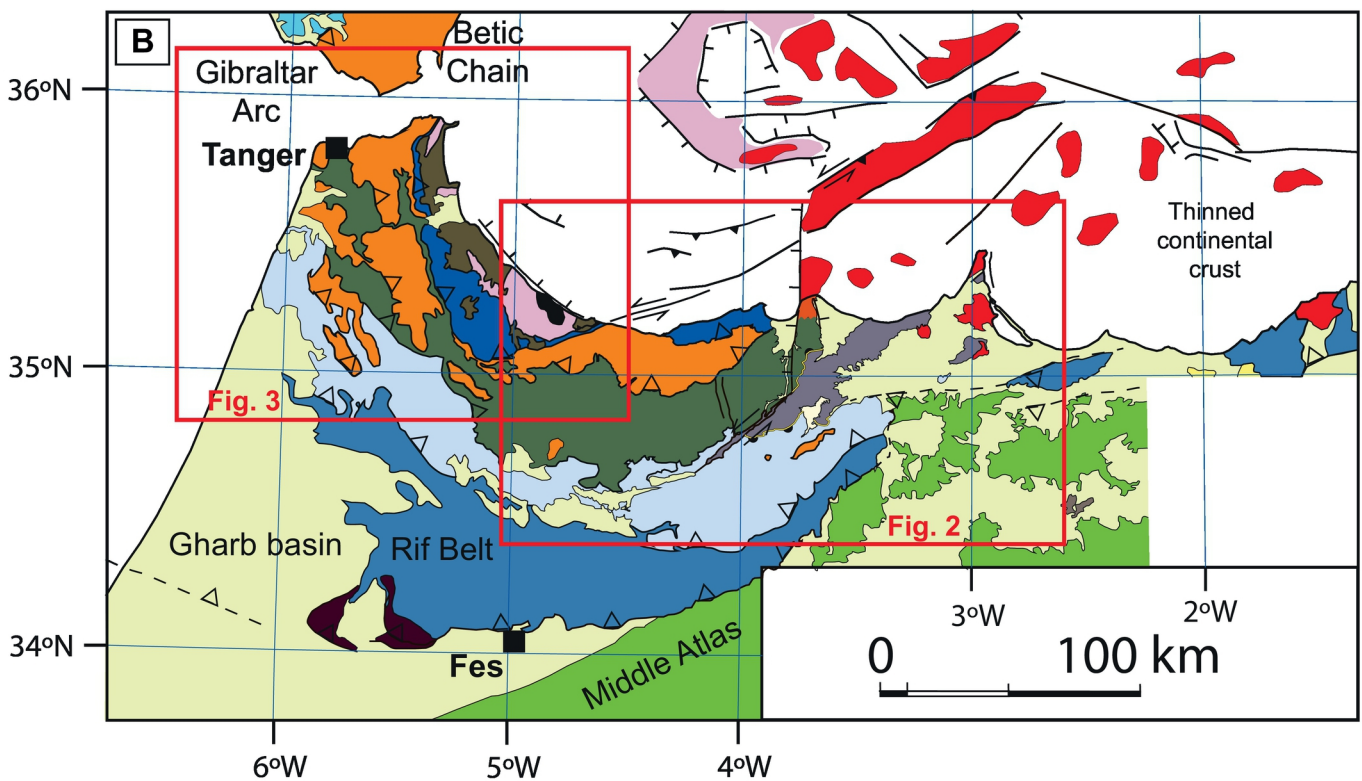 B
Betic
Chain
Gibraltar
Arc
36ºN
Tanger
Thinned
continental
crust
35ºN
Fig. 3
Fig. 2
Gharb basin
Rif Belt
3ºW
2ºW
34ºN
Fes
Middle Atlas
0
100 km
6ºW
5ºW
4ºW